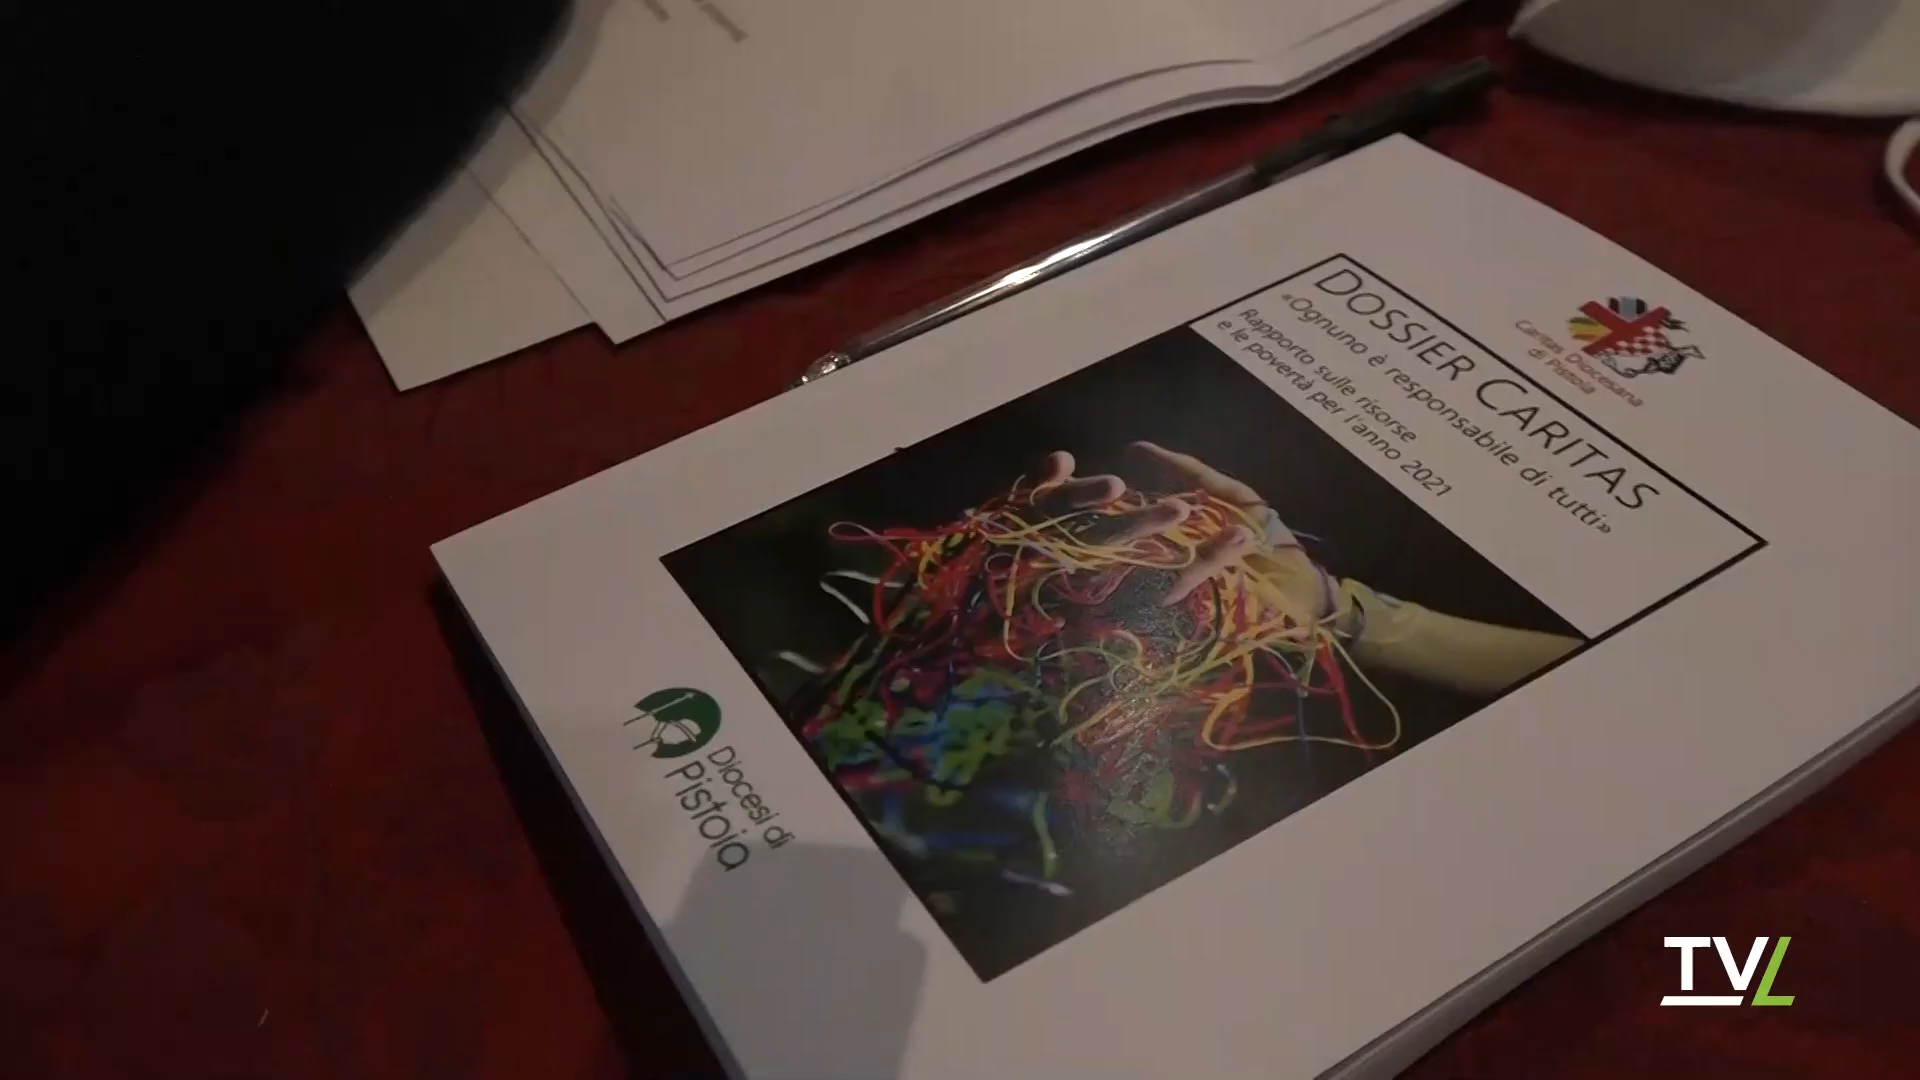 Caritas Diocesana
di Pistoia
DOSSIER CARITAS
«Ognuno è responsabile di tutti»
Rapporto sulle risorse
e le povertà per l'anno 2021
Diocesi di
Pistoia
TVL